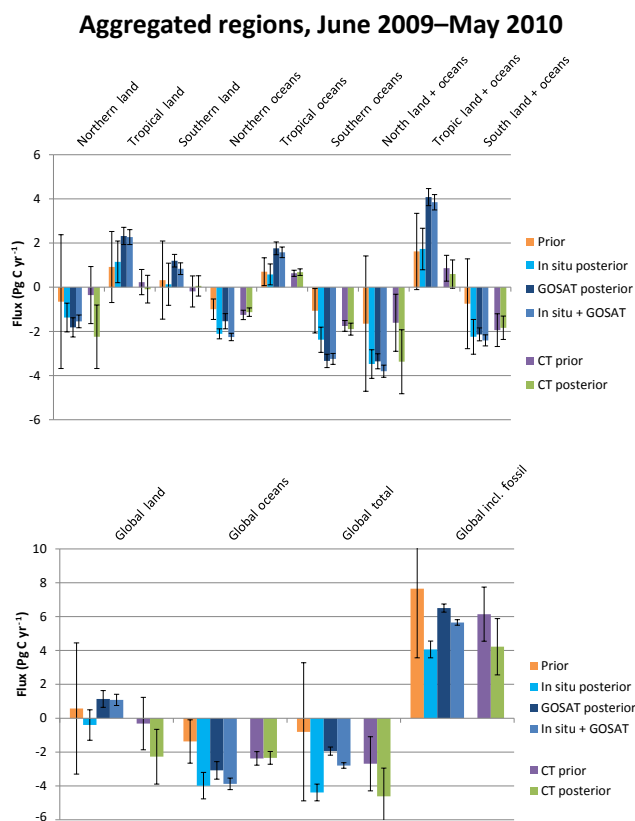 Aggregated regions, June 2009–May 2010
Northern land
Tropical land
Southern land
Northern oceans
Tropical oceans
Southern oceans
North land + oceans
Tropic land + oceans
South land + oceans
6
4
2
0
-2
-4
-6
Flux (Pg C yr⁻¹)
Prior
In situ posterior
GOSAT posterior
In situ + GOSAT
CT prior
CT posterior
Global land
Global oceans
Global total
Global incl. fossil
10
8
6
4
2
0
-2
-4
-6
Flux (Pg C yr⁻¹)
Prior
In situ posterior
GOSAT posterior
In situ + GOSAT
CT prior
CT posterior